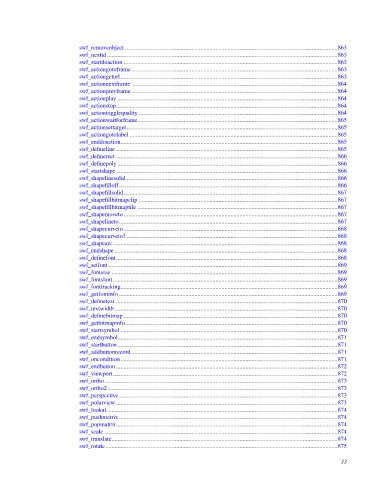 swf_removeobject 863
swf_nextid 863
swf_startdoaction 863
swf_actiongotoframe 863
swf_actiongeturl 863
swf_actionnextframe 864
swf_actionprevframe 864
swf_actionplay 864
swf_actionstop 864
swf_actiontogglequality 864
swf_actionwaitforframe 865
swf_actionsettarget 865
swf_actiongotolabel 865
swf_enddoaction 865
swf_defineline 865
swf_definerect 866
swf_definepoly 866
swf_startshape 866
swf_shapelinesolid 866
swf_shapefilloff 866
swf_shapefillsolid 867
swf_shapefillbitmapclip 867
swf_shapefillbitmaptile 867
swf_shapemoveto 867
swf_shapelineto 867
swf_shapecurveto 868
swf_shapecurveto3 868
swf_shapearc 868
swf_endshape 868
swf_definefont 868
swf_setfont 869
swf_fontsize 869
swf_fontslant 869
swf_fonttracking 869
swf_getfontinfo 869
swf_definetext 870
swf_textwidth 870
swf_definebitmap 870
swf_getbitmapinfo 870
swf_startsymbol 870
swf_endsymbol 871
swf_startbutton 871
swf_addbuttonrecord 871
swf_oncondition 871
swf_endbutton 872
swf_viewport 872
swf_ortho 873
swf_ortho2 873
swf_perspective 873
swf_polarview 873
swf_lookat 874
swf_pushmatrix 874
swf_popmatrix 874
swf_scale 874
swf_translate 874
swf_rotate 875
33